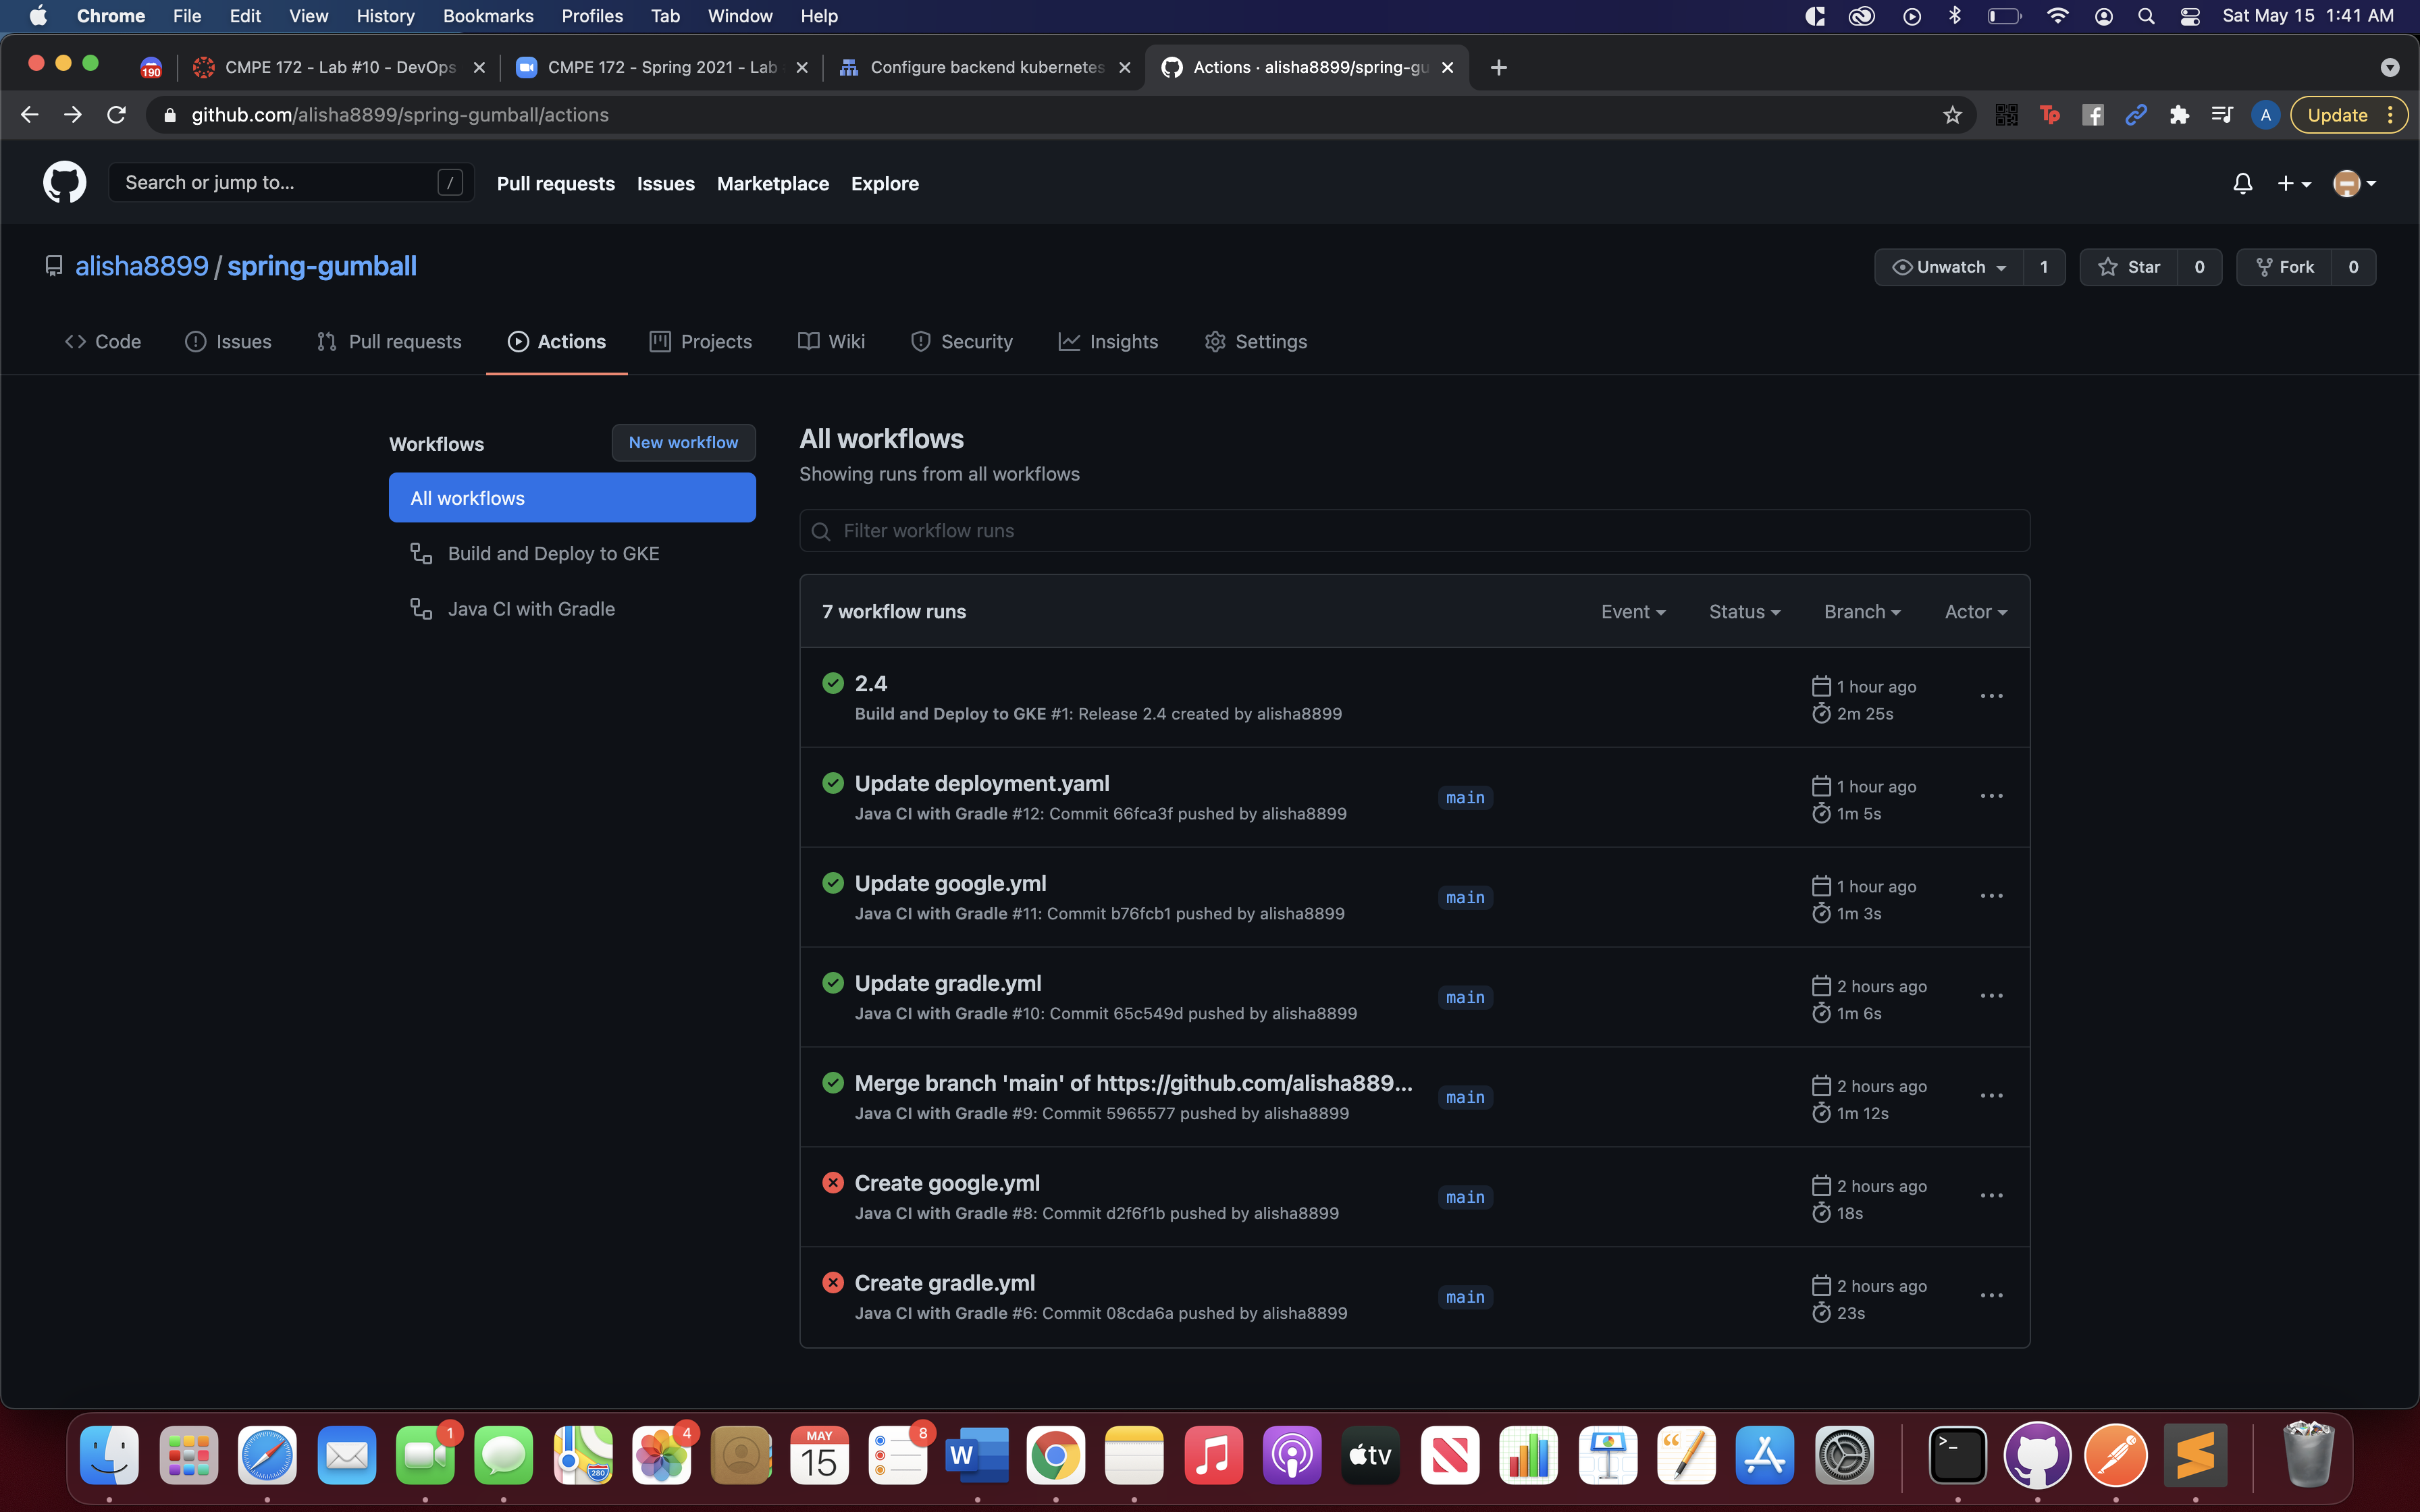 Chrome File Edit View History Bookmarks Profiles Tab Window Help Sat May 15 1:41 AM
190 CMPE 172 - Lab #10 - DevOps CMPE 172 - Spring 2021 - Lab Configure backend kubernetes Actions · alisha8899/spring-gu
github.com/alisha8899/spring-gumball/actions Tp f A Update
Search or jump to... / Pull requests Issues Marketplace Explore
alisha8899 / spring-gumball Unwatch 1 Star 0 Fork 0
Code Issues Pull requests Actions Projects Wiki Security Insights Settings
Workflows New workflow
All workflows
Build and Deploy to GKE
Java CI with Gradle
All workflows
Showing runs from all workflows
Filter workflow runs
7 workflow runs Event Status Branch Actor
2.4 1 hour ago
Build and Deploy to GKE #1: Release 2.4 created by alisha8899 2m 25s
Update deployment.yaml main 1 hour ago
Java CI with Gradle #12: Commit 66fca3f pushed by alisha8899 1m 5s
Update google.yml main 1 hour ago
Java CI with Gradle #11: Commit b76fcb1 pushed by alisha8899 1m 3s
Update gradle.yml main 2 hours ago
Java CI with Gradle #10: Commit 65c549d pushed by alisha8899 1m 6s
Merge branch 'main' of https://github.com/alisha889... main 2 hours ago
Java CI with Gradle #9: Commit 5965577 pushed by alisha8899 1m 12s
Create google.yml main 2 hours ago
Java CI with Gradle #8: Commit d2f6f1b pushed by alisha8899 18s
Create gradle.yml main 2 hours ago
Java CI with Gradle #6: Commit 08cda6a pushed by alisha8899 23s
1 280 4 MAY 15 8 W tv >_